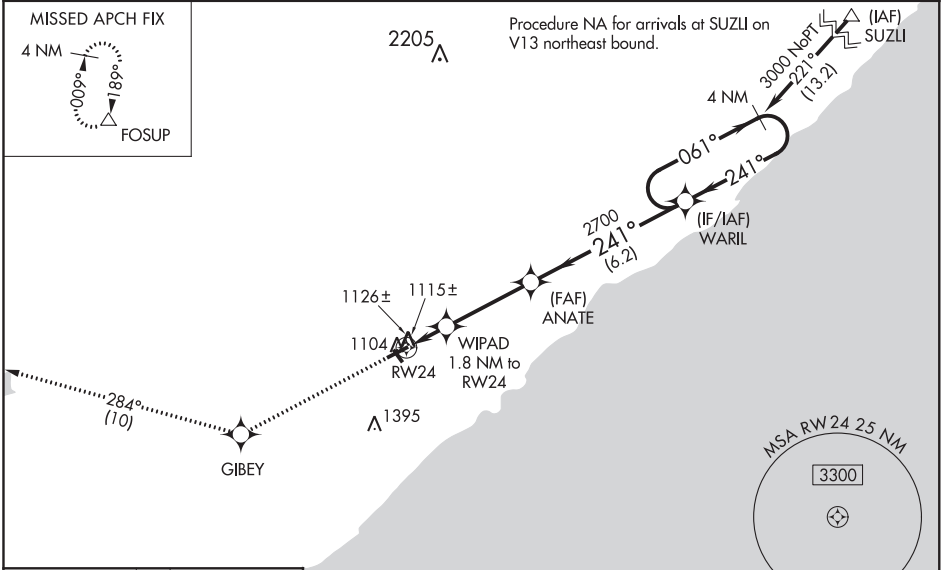 MISSED APCH FIX
4 NM
009°
189°
FOSUP
2205
Procedure NA for arrivals at SUZLI on
V13 northeast bound.
(IAF)
SUZLI
3000 NoPT
221°
(13.2)
4 NM
061°
241°
(IF/IAF)
WARIL
2700
241°
(6.2)
(FAF)
ANATE
1126±
1115±
1104
RW24
WIPAD
1.8 NM to
RW24
284°
(10)
GIBEY
1395
MSA RW24 25 NM
3300